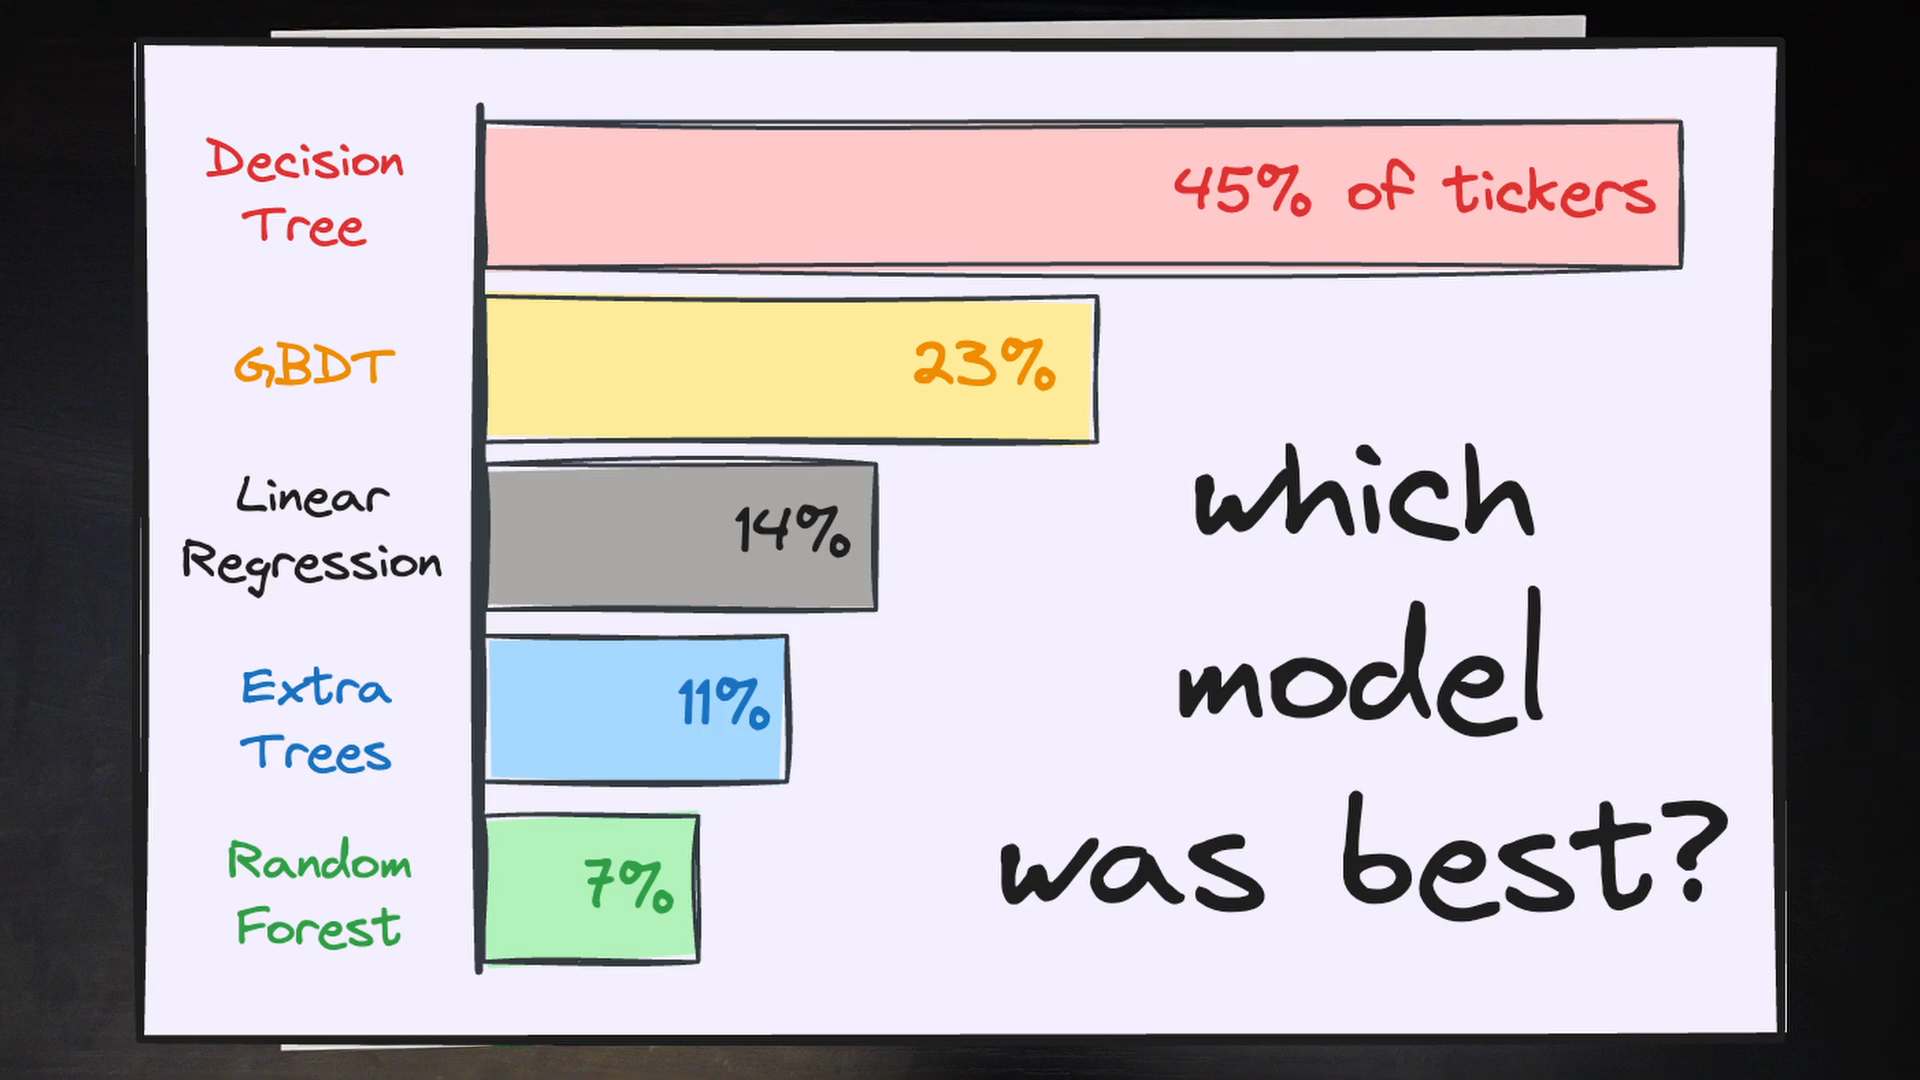 Decision
Tree
45% of tickers
GBDT
23%
Linear
Regression
14%
Extra
Trees
11%
Random
Forest
7%
which
model
was best?